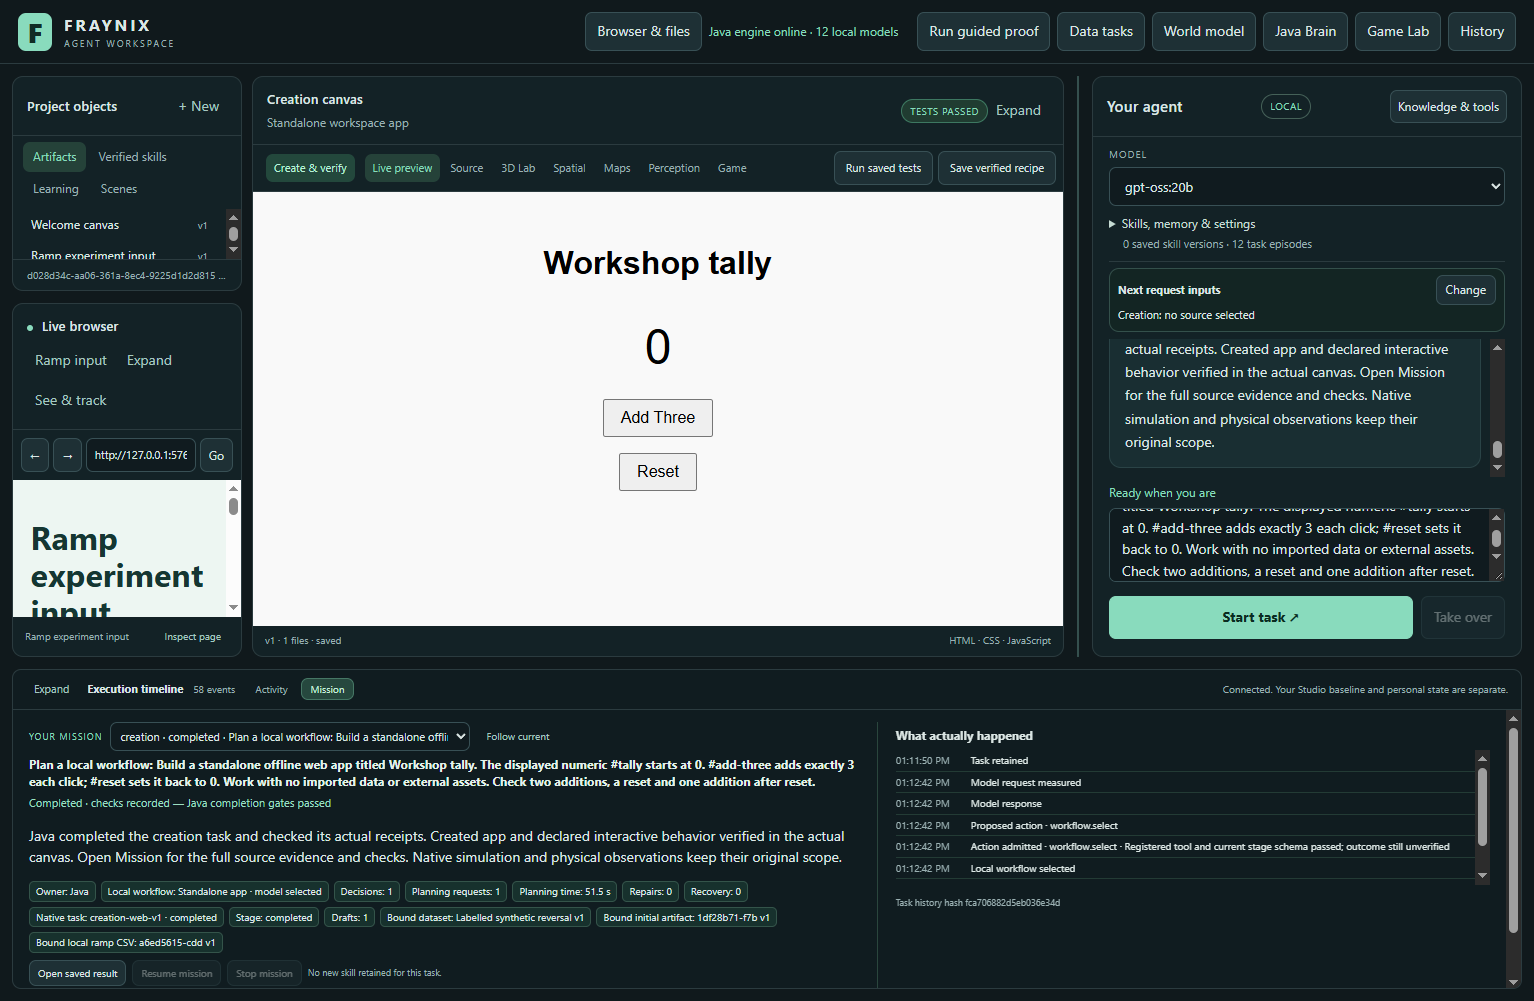 F
FRAYNIX
AGENT WORKSPACE
Browser & files
Java engine online · 12 local models
Run guided proof
Data tasks
World model
Java Brain
Game Lab
History
Project objects
+ New
Artifacts
Verified skills
Learning
Scenes
Welcome canvas
v1
Ramp experiment input
v1
d028d34c-aa06-361a-8ec4-9225d1d2d815 ...
Live browser
Ramp input
Expand
See & track
←
→
http://127.0.0.1:576
Go
Ramp
experiment
input
Ramp experiment input
Inspect page
Creation canvas
Standalone workspace app
TESTS PASSED
Expand
Create & verify
Live preview
Source
3D Lab
Spatial
Maps
Perception
Game
Run saved tests
Save verified recipe
Workshop tally
0
Add Three
Reset
v1 · 1 files · saved
HTML · CSS · JavaScript
Your agent
LOCAL
Knowledge & tools
MODEL
gpt-oss:20b
Skills, memory & settings
0 saved skill versions · 12 task episodes
Next request inputs
Change
Creation: no source selected
actual receipts. Created app and declared interactive
behavior verified in the actual canvas. Open Mission
for the full source evidence and checks. Native
simulation and physical observations keep their
original scope.
Ready when you are
titled Workshop tally. The displayed numeric #tally starts
at 0. #add-three adds exactly 3 each click; #reset sets it
back to 0. Work with no imported data or external assets.
Check two additions, a reset and one addition after reset.
Start task ↗
Take over
Expand
Execution timeline
58 events
Activity
Mission
Connected. Your Studio baseline and personal state are separate.
YOUR MISSION
creation · completed · Plan a local workflow: Build a standalone offli
Follow current
Plan a local workflow: Build a standalone offline web app titled Workshop tally. The displayed numeric #tally starts at 0. #add-three adds exactly 3
each click; #reset sets it back to 0. Work with no imported data or external assets. Check two additions, a reset and one addition after reset.
Completed · checks recorded — Java completion gates passed
Java completed the creation task and checked its actual receipts. Created app and declared interactive behavior verified in the actual
canvas. Open Mission for the full source evidence and checks. Native simulation and physical observations keep their original scope.
Owner: Java
Local workflow: Standalone app · model selected
Decisions: 1
Planning requests: 1
Planning time: 51.5 s
Repairs: 0
Recovery: 0
Native task: creation-web-v1 · completed
Stage: completed
Drafts: 1
Bound dataset: Labelled synthetic reversal v1
Bound initial artifact: 1df28b71-f7b v1
Bound local ramp CSV: a6ed5615-cdd v1
Open saved result
Resume mission
Stop mission
No new skill retained for this task.
What actually happened
01:11:50 PM Task retained
01:12:42 PM Model request measured
01:12:42 PM Model response
01:12:42 PM Proposed action · workflow.select
01:12:42 PM Action admitted · workflow.select · Registered tool and current stage schema passed; outcome still unverified
01:12:42 PM Local workflow selected
Task history hash fca706882d5eb036e34d